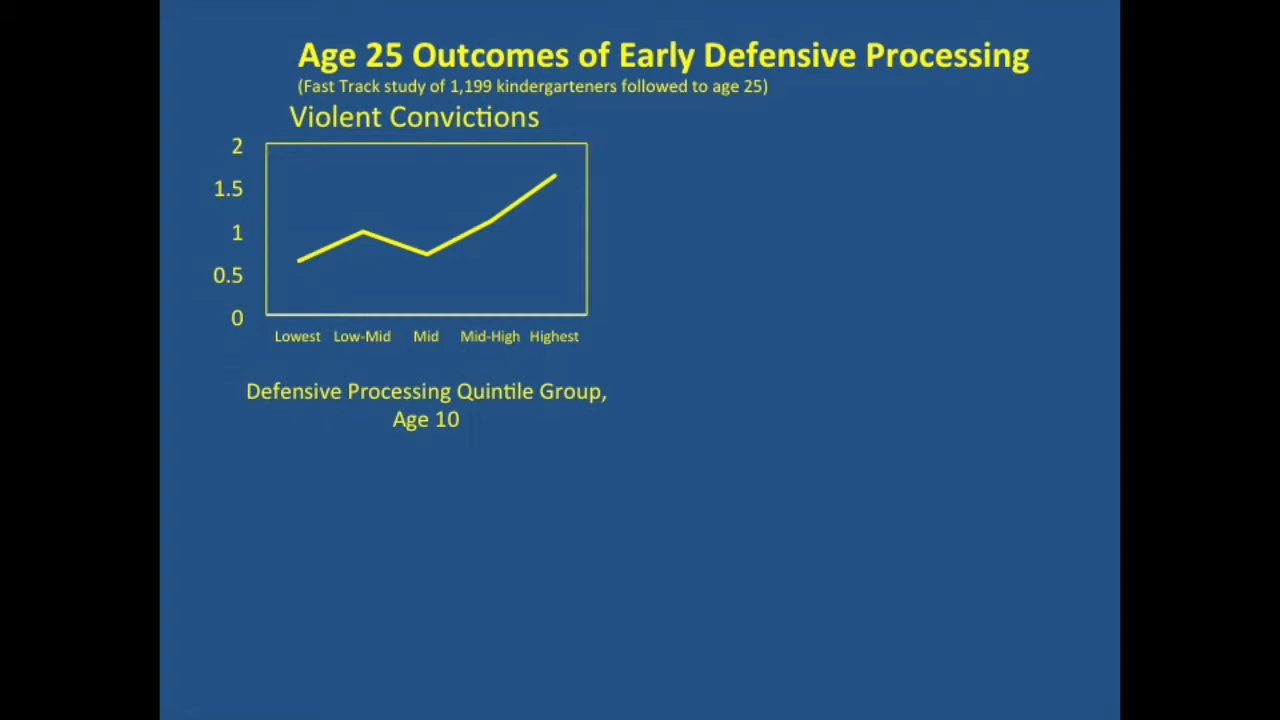 Age 25 Outcomes of Early Defensive Processing
(Fast Track study of 1,199 kindergarteners followed to age 25)
Violent Convictions
2
1.5
1
0.5
0
Lowest Low-Mid Mid Mid-High Highest
Defensive Processing Quintile Group,
Age 10